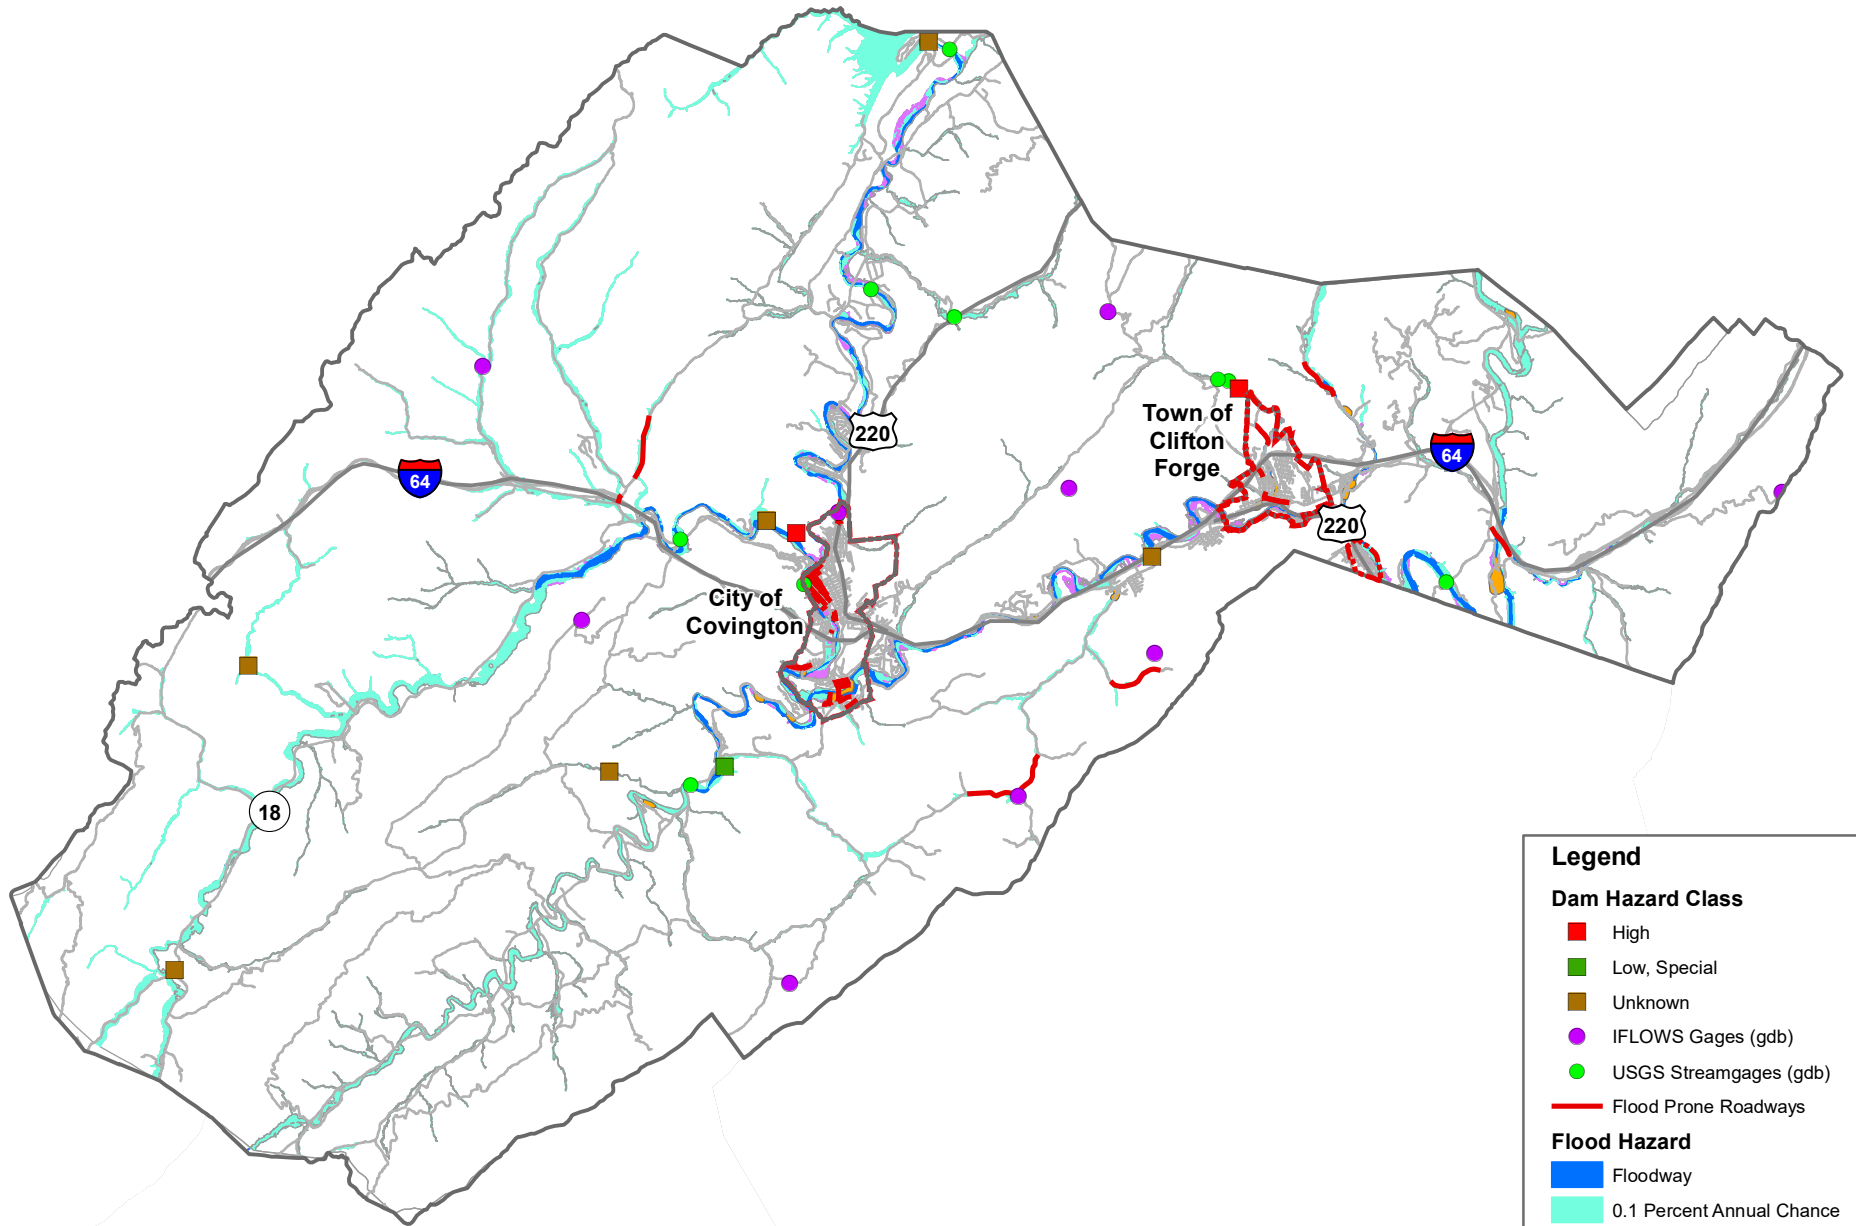 220
Town of
Clifton
Forge
64
64
220
City of
Covington
18
Legend
Dam Hazard Class
High
Low, Special
Unknown
IFLOWS Gages (gdb)
USGS Streamgages (gdb)
Flood Prone Roadways
Flood Hazard
Floodway
0.1 Percent Annual Chance